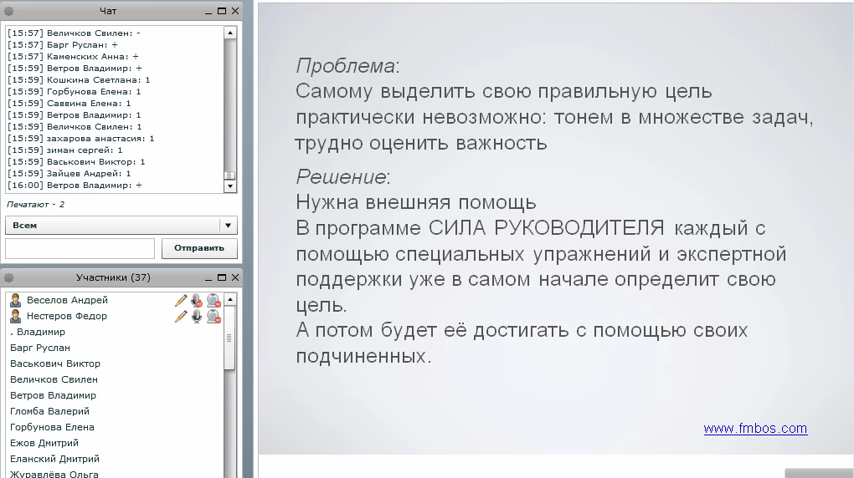 Чат
[15:57] Величков Свилен: -
[15:57] Барг Руслан: +
[15:57] Каменских Анна: +
[15:59] Ветров Владимир: +
[15:59] Кошкина Светлана: 1
[15:59] Горбунова Елена: 1
[15:59] Саввина Елена: 1
[15:59] Ветров Владимир: 1
[15:59] Величков Свилен: 1
[15:59] захарова анастасия: 1
[15:59] зиман сергей: 1
[15:59] Васькович Виктор: 1
[15:59] Зайцев Андрей: 1
[16:00] Ветров Владимир: +
Печатают - 2
Всем
Отправить
Участники (37)
Веселов Андрей
Нестеров Федор
. Владимир
Барг Руслан
Васькович Виктор
Величков Свилен
Ветров Владимир
Гломба Валерий
Горбунова Елена
Ежов Дмитрий
Еланский Дмитрий
Журавлёва Ольга
Проблема:
Самому выделить свою правильную цель
практически невозможно: тонем в множестве задач,
трудно оценить важность
Решение:
Нужна внешняя помощь
В программе СИЛА РУКОВОДИТЕЛЯ каждый с
помощью специальных упражнений и экспертной
поддержки уже в самом начале определит свою
цель.
А потом будет её достигать с помощью своих
подчиненных.
www.fmbos.com